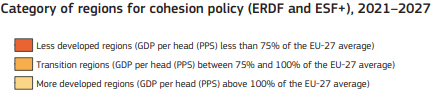 Category of regions for cohesion policy (ERDF and ESF+), 2021–2027
Less developed regions (GDP per head (PPS) less than 75% of the EU-27 average)
Transition regions (GDP per head (PPS) between 75% and 100% of the EU-27 average)
More developed regions (GDP per head (PPS) above 100% of the EU-27 average)